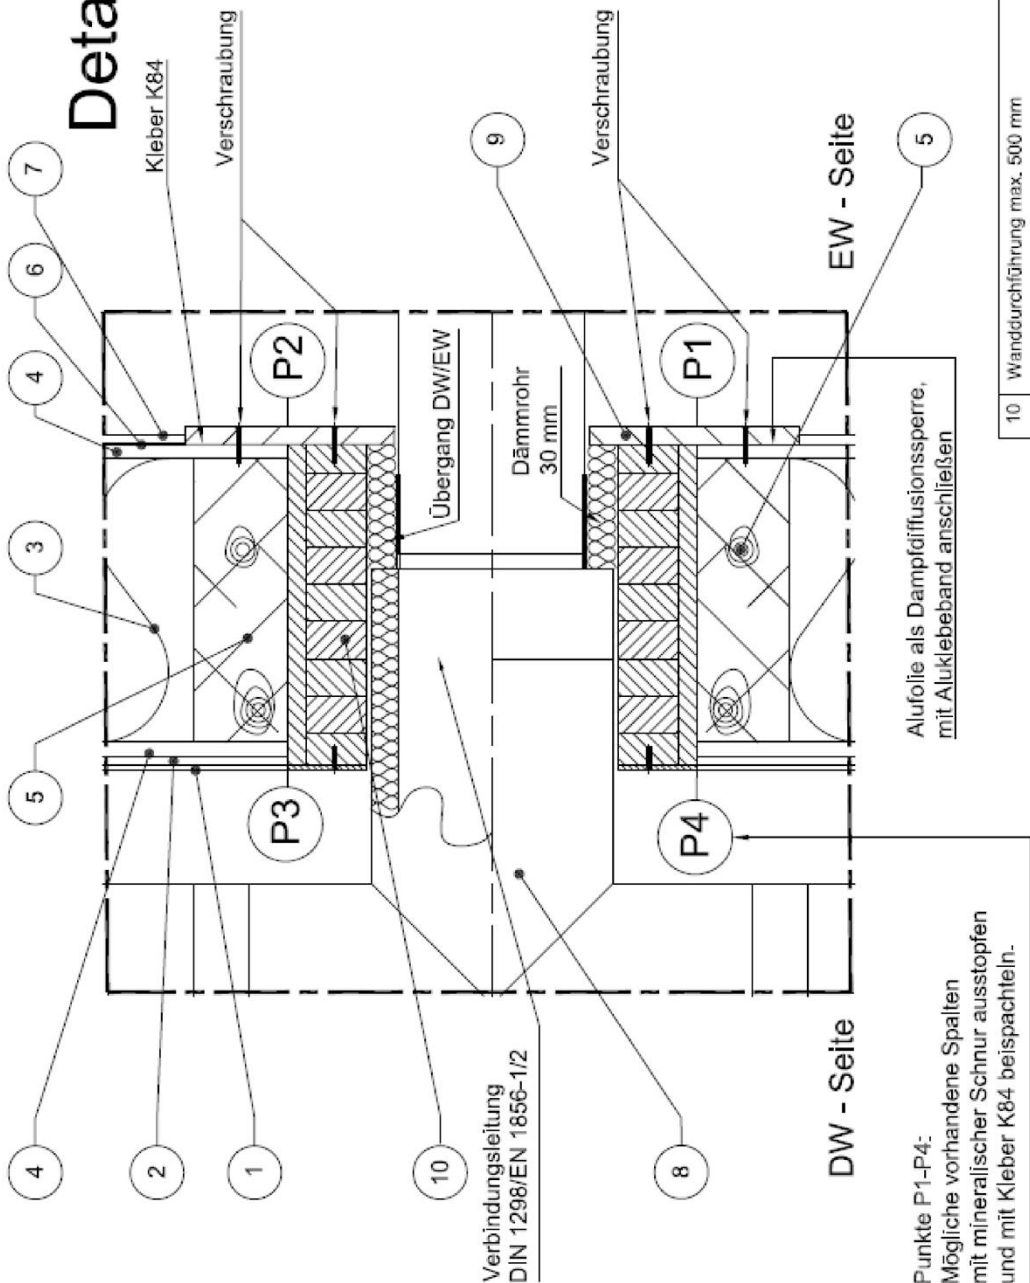 4
5
3
4
6
7
Deta
2
Kleber K84
Verschraubung
1
P3
P2
10
Übergang DW/EW
Verbindungsleitung
DIN 1298/EN 1856-1/2
9
Dämmrohr
30 mm
Verschraubung
8
P4
P1
DW - Seite
EW - Seite
5
Punkte P1-P4:
Mögliche vorhandene Spalten
mit mineralischer Schnur ausstopfen
und mit Kleber K84 beispachteln.
Alufolie als Dampfdiffusionssperre,
mit Aluklebeband anschließen
10 Wanddurchführung max. 500 mm